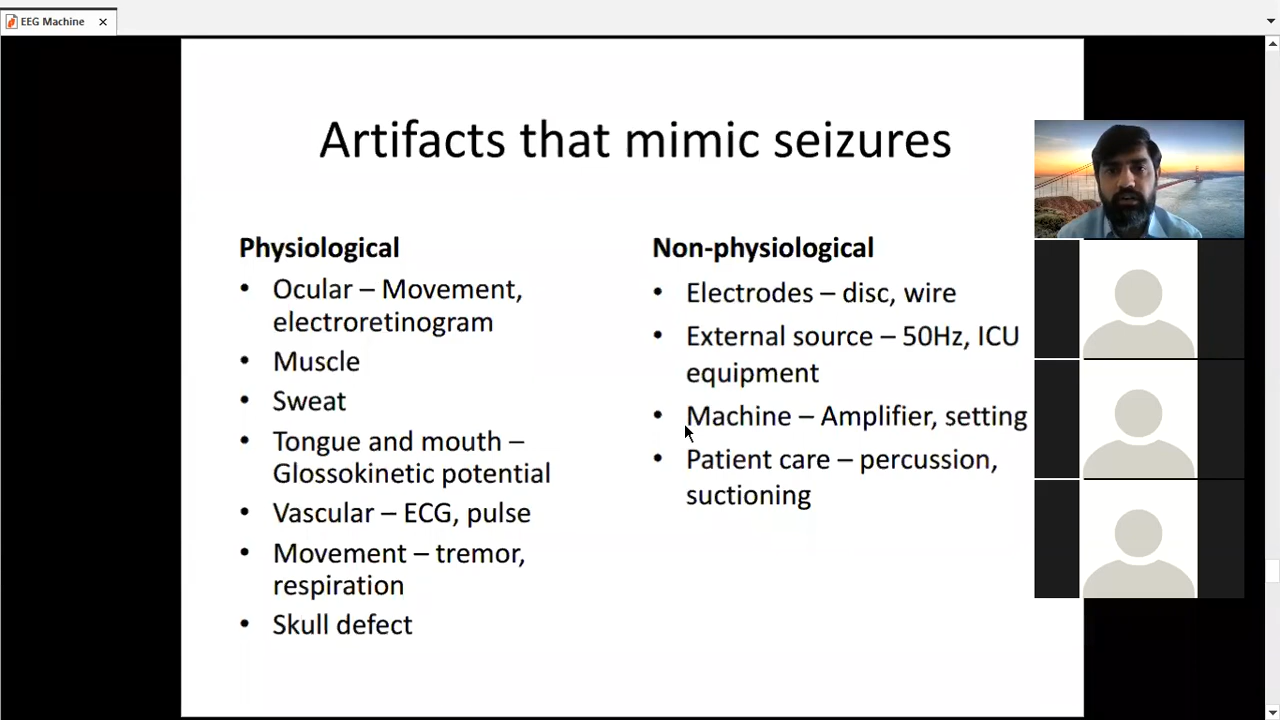 EEG Machine
Artifacts that mimic seizures
Physiological
• Ocular – Movement,
electroretinogram
• Muscle
• Sweat
• Tongue and mouth –
Glossokinetic potential
• Vascular – ECG, pulse
• Movement – tremor,
respiration
• Skull defect
Non-physiological
• Electrodes – disc, wire
• External source – 50Hz, ICU
equipment
• Machine – Amplifier, setting
• Patient care – percussion,
suctioning